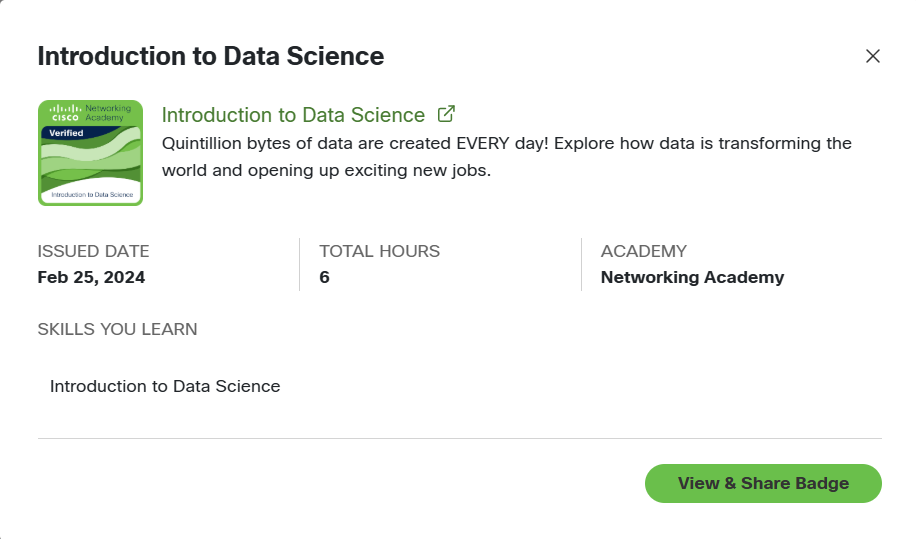 Introduction to Data Science
CISCO
Networking
Academy
Verified
Introduction to Data Science
Introduction to Data Science
Quintillion bytes of data are created EVERY day! Explore how data is transforming the
world and opening up exciting new jobs.
ISSUED DATE
Feb 25, 2024
TOTAL HOURS
6
ACADEMY
Networking Academy
SKILLS YOU LEARN
Introduction to Data Science
View & Share Badge